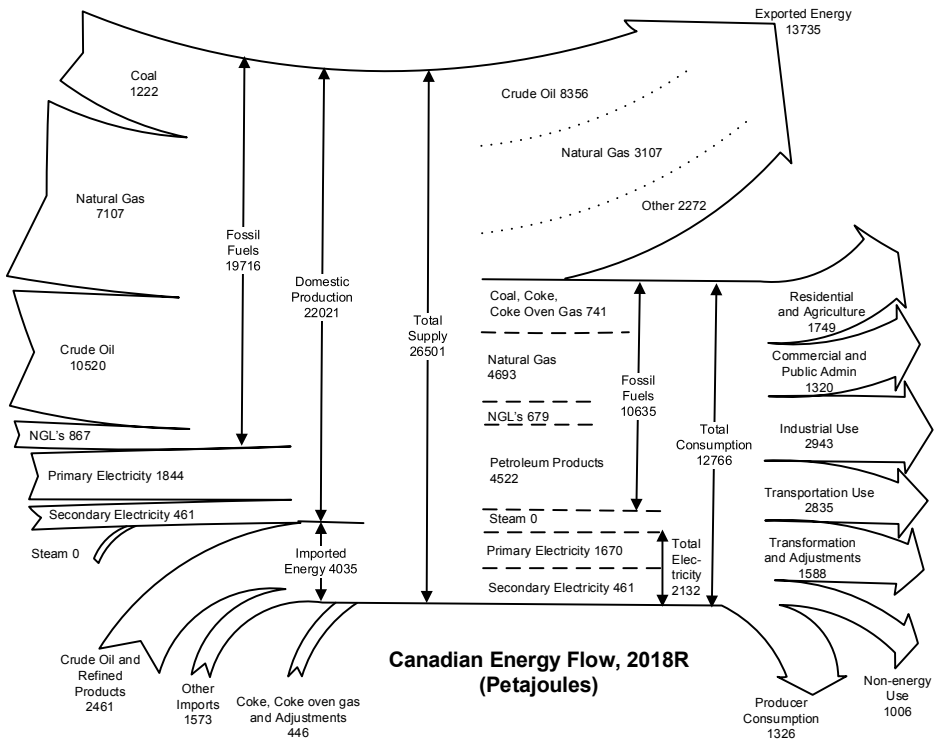 Exported Energy
13735
Coal
1222
Crude Oil 8356
Natural Gas 3107
Natural Gas
7107
Other 2272
Fossil
Fuels
19716
Domestic
Production
22021
Total
Supply
26501
Coal, Coke,
Coke Oven Gas 741
Residential
and Agriculture
1749
Crude Oil
10520
Natural Gas
4693
Commercial and
Public Admin
1320
Fossil
Fuels
10635
NGL's 679
NGL's 867
Total
Consumption
12766
Industrial Use
2943
Primary Electricity 1844
Petroleum Products
4522
Transportation Use
2835
Secondary Electricity 461
Steam 0
Steam 0
Imported
Energy 4035
Primary Electricity 1670
Total
Elec-
tricity
2132
Transformation
and Adjustments
1588
Secondary Electricity 461
Crude Oil and
Refined
Products
2461
Other
Imports
1573
Coke, Coke oven gas
and Adjustments
446
Canadian Energy Flow, 2018R
(Petajoules)
Producer
Consumption
1326
Non-energy
Use
1006